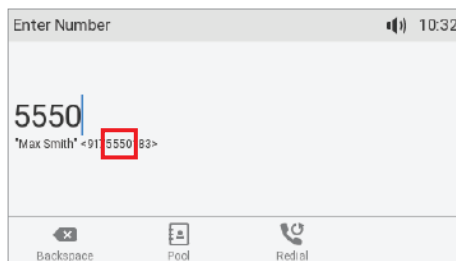 Enter Number 10:32
5550
"Max Smith" <9175550183>
Backspace Pool Redial